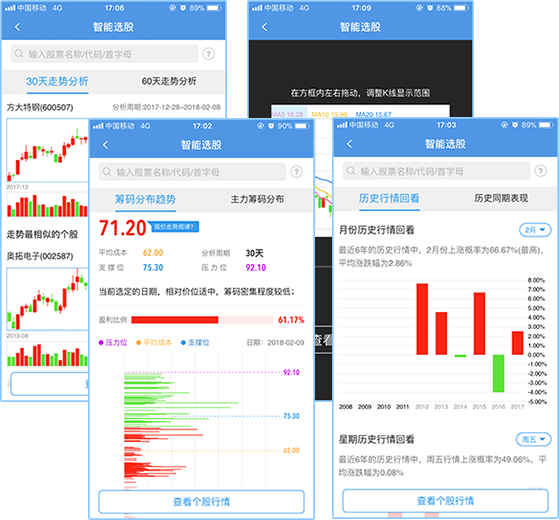 中国移动 4G 17:06 89%
智能选股
输入股票名称/代码/首字母
30天走势分析 60天走势分析
方大特钢(600507) 分析周期:2017-12-28~2018-02-08
2017-12
走势最相似的个股
奥拓电子(002587)
2013-08
查
中国移动 4G 17:09 88%
智能选股
在方框内左右拖动，调整K线显示范围
MA5 16.28 MA10 15.96 MA20 15.67
查看
中国移动 4G 17:02 90%
智能选股
输入股票名称/代码/首字母
筹码分布趋势 主力筹码分布
71.20 股价走势规律?
平均成本 62.00 分析周期 30天
支撑位 75.30 压力位 92.10
当前选定的日期，相对价位适中，筹码密集程度较低；
盈利比例 61.17%
压力位 平均成本 支撑位 日期：2018-02-09
92.10
75.30
62.00
查看个股行情
中国移动 4G 17:03 89%
智能选股
输入股票名称/代码/首字母
历史行情回看 历史同期表现
月份历史行情回看 2月
最近6年的历史行情中，2月份上涨概率为66.67%(最高)，
平均涨跌幅为2.86%
8.00%
7.00%
6.00%
5.00%
4.00%
3.00%
2.00%
1.00%
0.00%
-1.00%
-2.00%
-3.00%
-4.00%
-5.00%
2008 2009 2010 2011 2012 2013 2014 2015 2016 2017
星期历史行情回看 周五
最近6年的历史行情中，周五行情上涨概率为49.06%，平
均涨跌幅为0.08%
查看个股行情